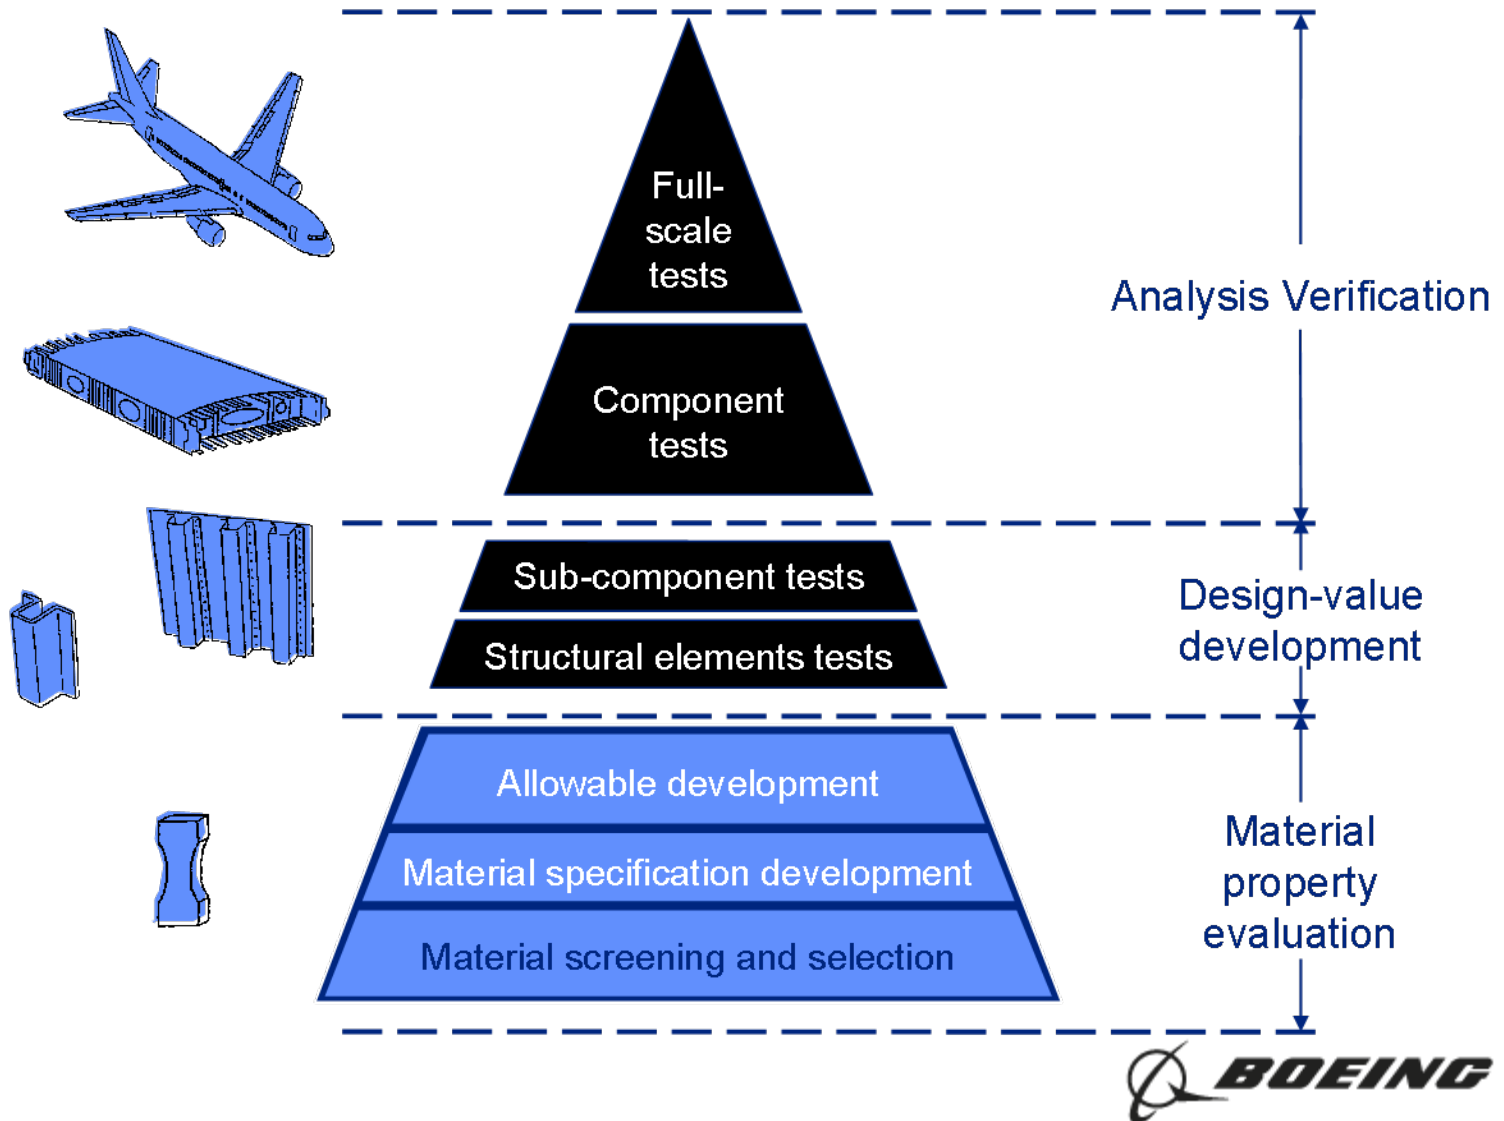 Full-
scale
tests
Analysis Verification
Component
tests
Sub-component tests
Design-value
development
Structural elements tests
Allowable development
Material
property
evaluation
Material specification development
Material screening and selection
BOEING